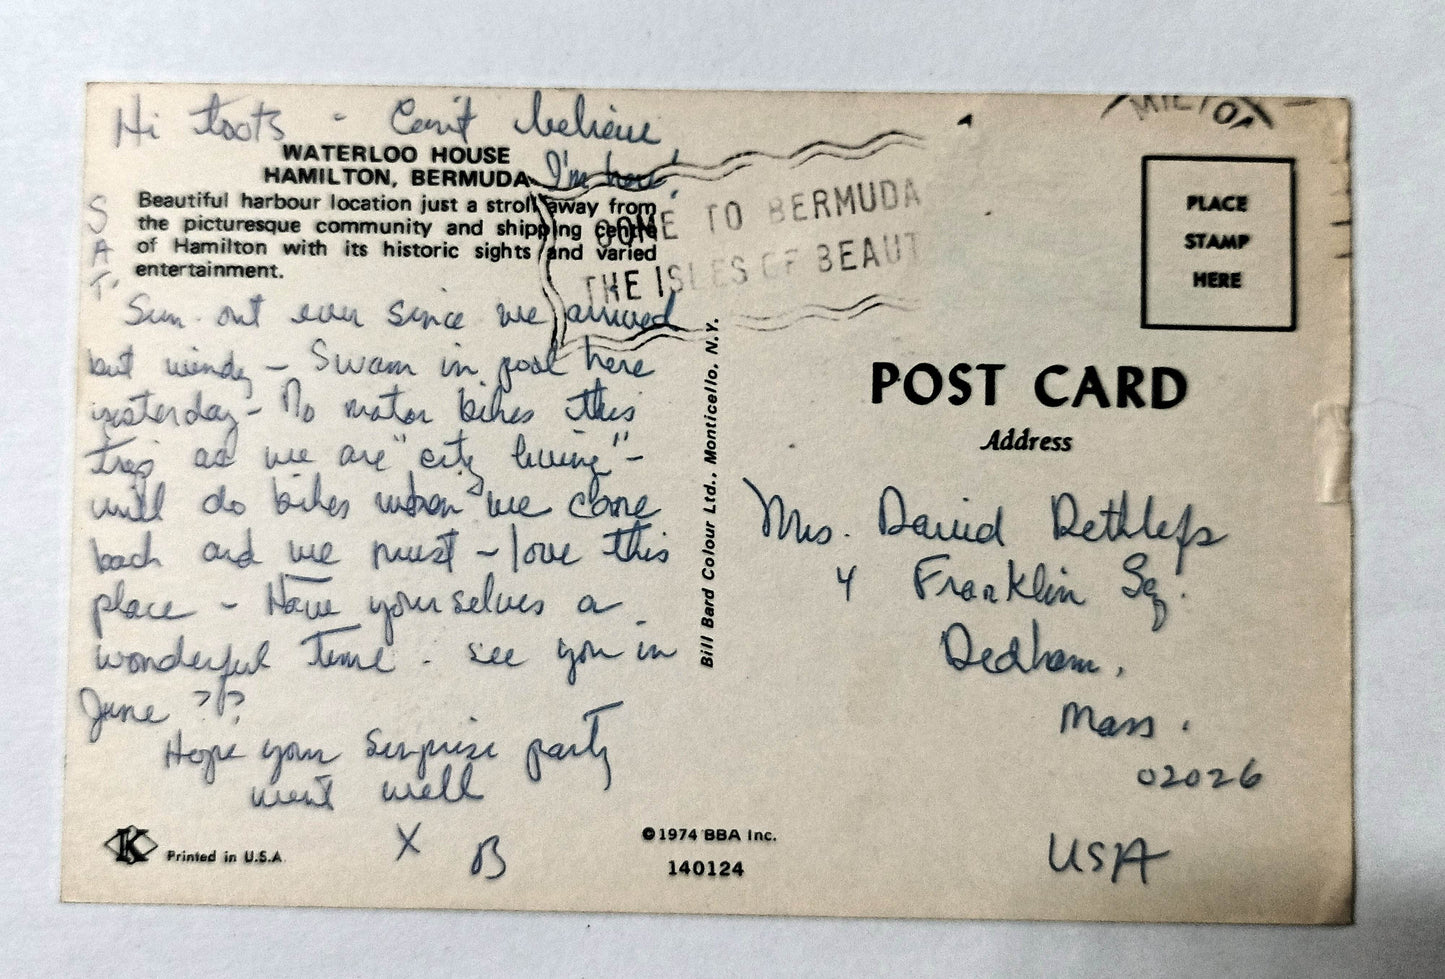 Hi toots - Can't believe
I'm here!
WATERLOO HOUSE
HAMILTON, BERMUDA
Beautiful harbour location just a stroll away from
the picturesque community and shipping centre
of Hamilton with its historic sights and varied
entertainment.
SAT.
Sun out ever since we arrived
but windy - Swam in pool here
yesterday - No motor bikes this
trip as we are "city living" -
will do bikes when we come
back and we must - love this
place - Have yourselves a
wonderful time. see you in
June ??
Hope your surprise party
went well
X B
Printed in U.S.A.
K
©1974 BBA Inc.
140124
Bill Bard Colour Ltd., Monticello, N.Y.
COME TO BERMUDA
THE ISLES OF BEAUT
MILTON
PLACE
STAMP
HERE
POST CARD
Address
Mrs. David Dethlefs
4 Franklin Sq.
Dedham,
Mass.
02026
USA